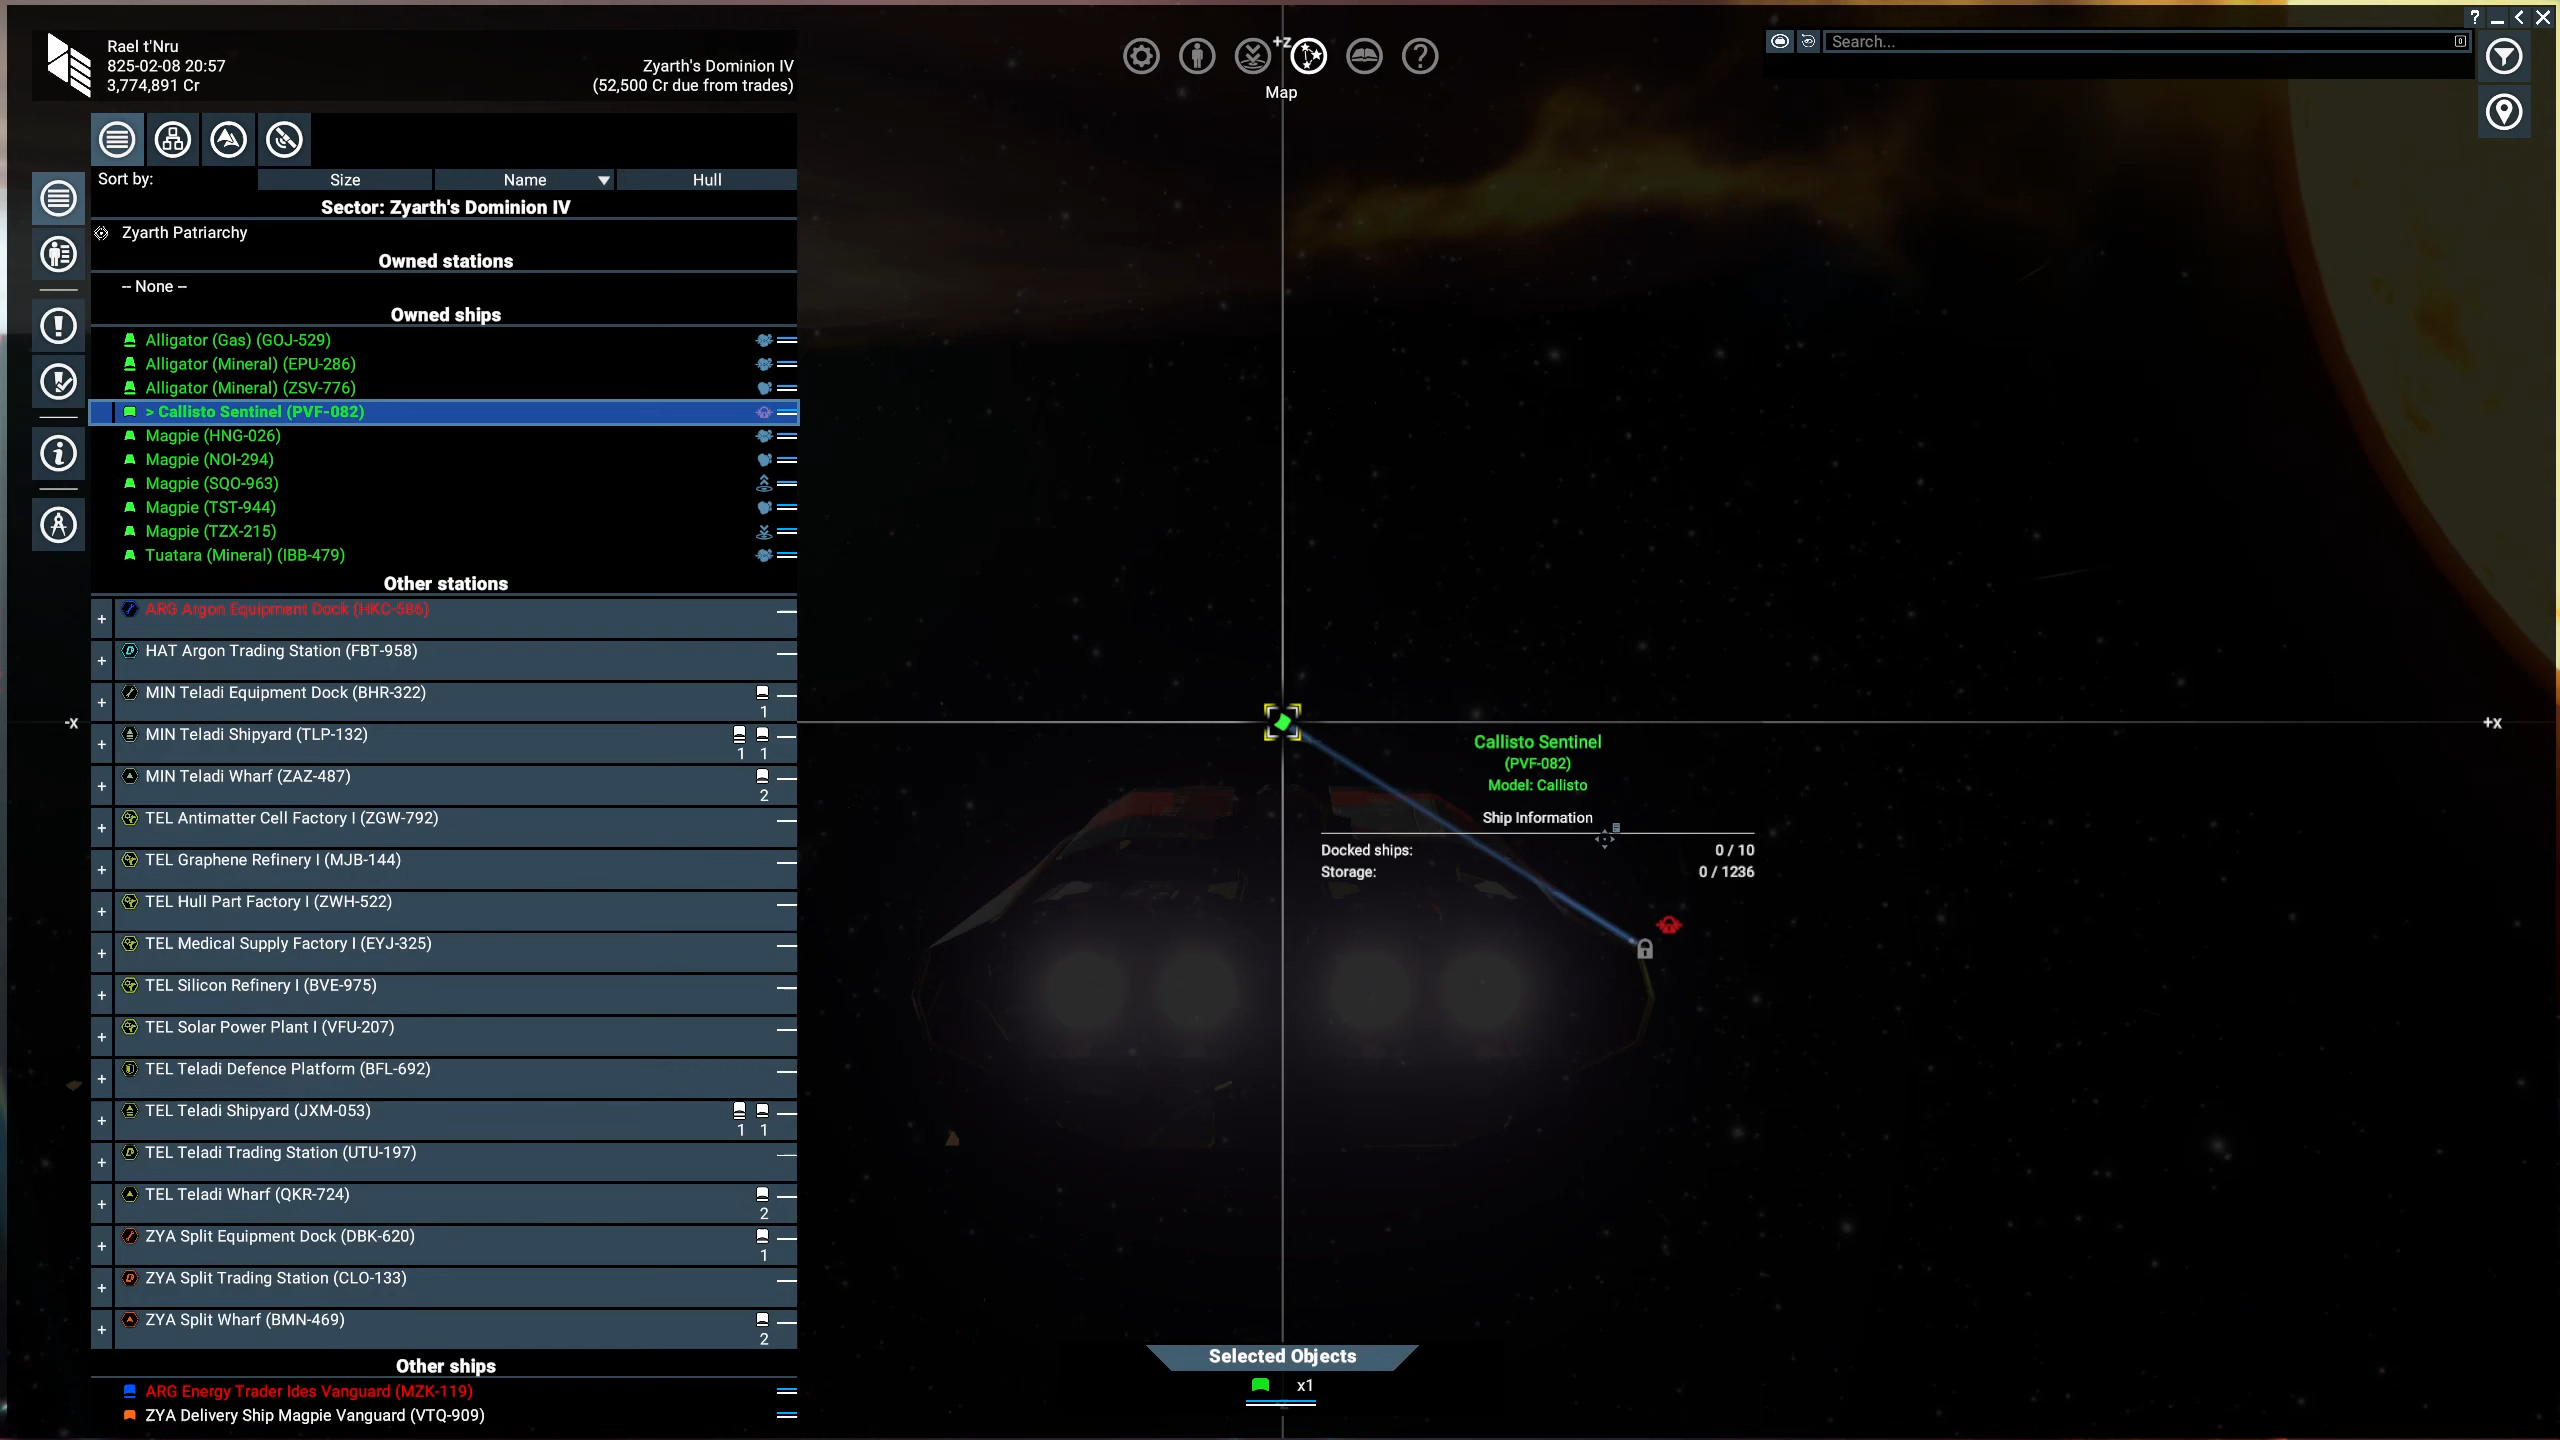 Rael t'Nru
825-02-08 20:57
3,774,891 Cr
Zyarth's Dominion IV
(52,500 Cr due from trades)
+Z
Map
Search...
Sort by:
Size
Name
Hull
Sector: Zyarth's Dominion IV
Zyarth Patriarchy
Owned stations
-- None --
Owned ships
Alligator (Gas) (GOJ-529)
Alligator (Mineral) (EPU-286)
Alligator (Mineral) (ZSV-776)
> Callisto Sentinel (PVF-082)
Magpie (HNG-026)
Magpie (NOI-294)
Magpie (SQO-963)
Magpie (TST-944)
Magpie (TZX-215)
Tuatara (Mineral) (IBB-479)
Other stations
+ ARG Argon Equipment Dock (HKC-586)
+ HAT Argon Trading Station (FBT-958)
+ MIN Teladi Equipment Dock (BHR-322)
1
+ MIN Teladi Shipyard (TLP-132)
1 1
+ MIN Teladi Wharf (ZAZ-487)
2
+ TEL Antimatter Cell Factory I (ZGW-792)
+ TEL Graphene Refinery I (MJB-144)
+ TEL Hull Part Factory I (ZWH-522)
+ TEL Medical Supply Factory I (EYJ-325)
+ TEL Silicon Refinery I (BVE-975)
+ TEL Solar Power Plant I (VFU-207)
+ TEL Teladi Defence Platform (BFL-692)
+ TEL Teladi Shipyard (JXM-053)
1 1
+ TEL Teladi Trading Station (UTU-197)
+ TEL Teladi Wharf (QKR-724)
2
+ ZYA Split Equipment Dock (DBK-620)
1
+ ZYA Split Trading Station (CLO-133)
+ ZYA Split Wharf (BMN-469)
2
Other ships
ARG Energy Trader Ides Vanguard (MZK-119)
ZYA Delivery Ship Magpie Vanguard (VTQ-909)
-X
+X
Callisto Sentinel
(PVF-082)
Model: Callisto
Ship Information
Docked ships: 0 / 10
Storage: 0 / 1236
Selected Objects
x1